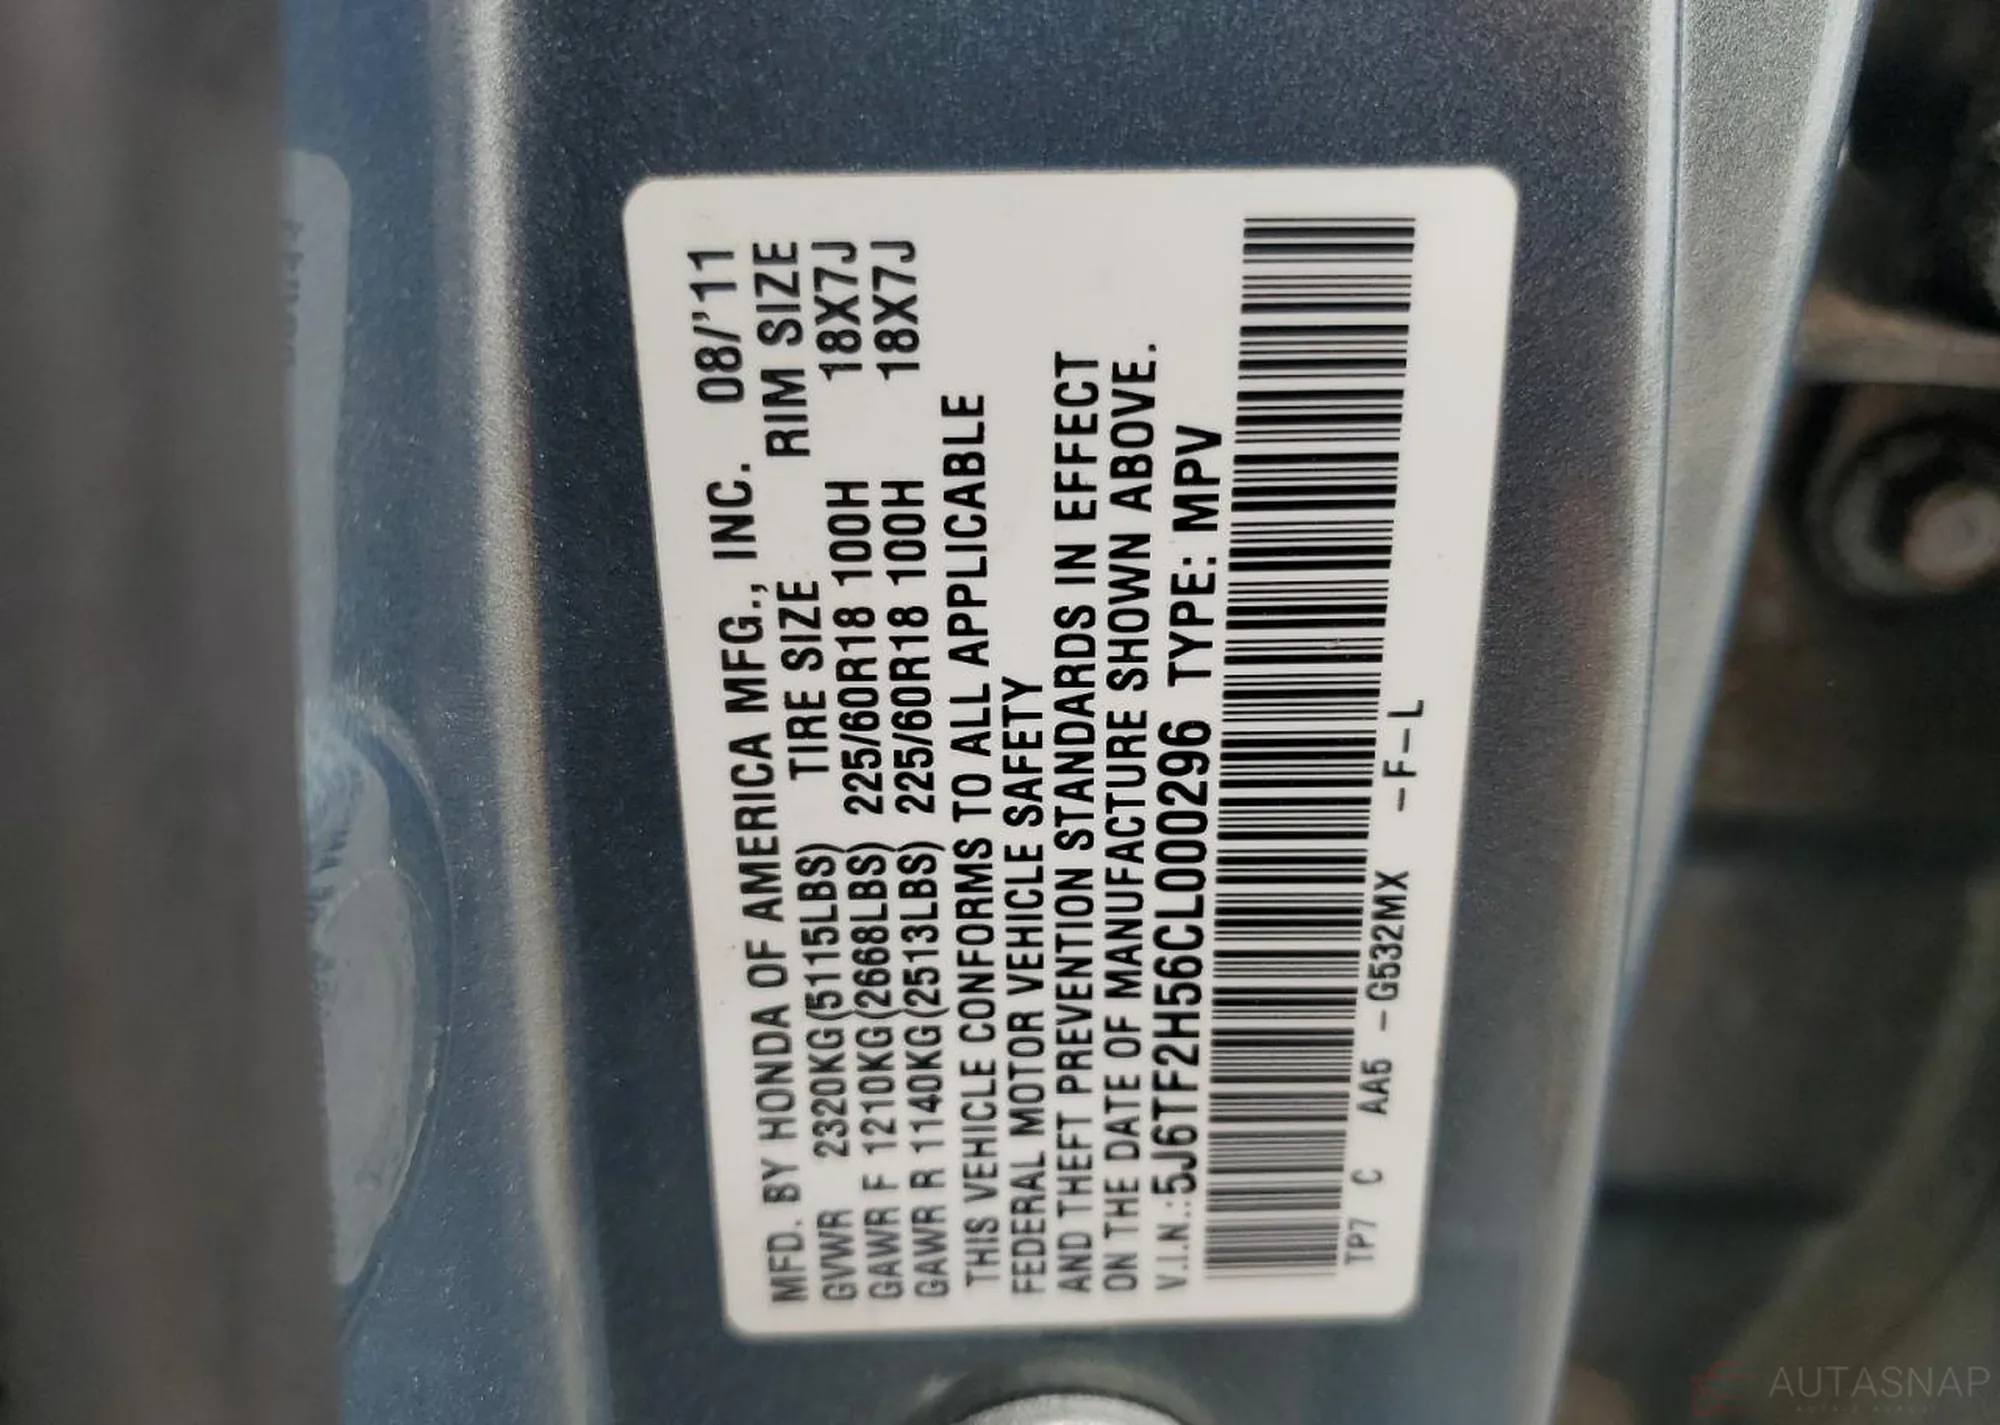 MFD. BY HONDA OF AMERICA MFG., INC. 08/'11
TIRE SIZE RIM SIZE
GVWR 2320KG(5115LBS)
GAWR F 1210KG(2668LBS) 225/60R18 100H 18X7J
GAWR R 1140KG(2513LBS) 225/60R18 100H 18X7J
THIS VEHICLE CONFORMS TO ALL APPLICABLE
FEDERAL MOTOR VEHICLE SAFETY
AND THEFT PREVENTION STANDARDS IN EFFECT
ON THE DATE OF MANUFACTURE SHOWN ABOVE.
V.I.N.:5J6TF2H56CL000296 TYPE: MPV
TP7 C AA5 -G532MX -F-L
AUTASNAP